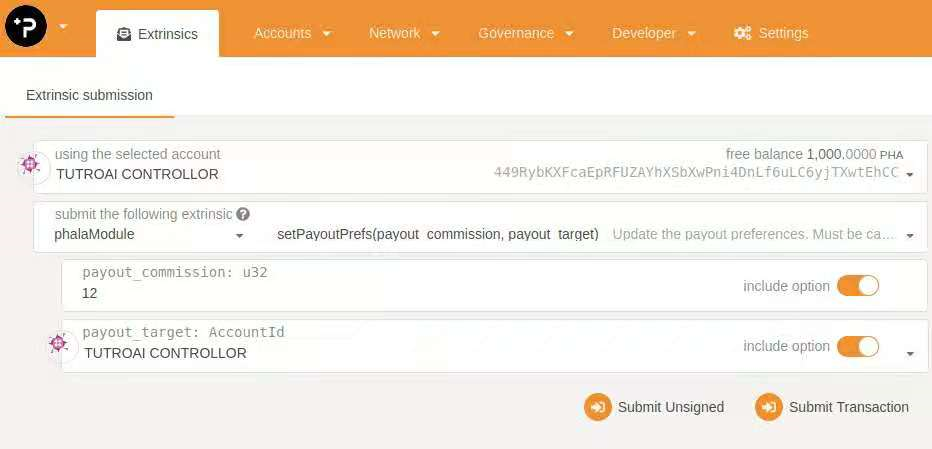 Extrinsics
Accounts
Network
Governance
Developer
Settings
Extrinsic submission
using the selected account
free balance 1,000.0000 PHA
TUTROAI CONTROLLOR
449RybKXFcaEpRFUZAYhXSbXwPni4DnLf6uLC6yjTXwtEhCC
submit the following extrinsic ?
phalaModule
setPayoutPrefs(payout_commission, payout_target)
Update the payout preferences. Must be ca...
payout_commission: u32
12
include option
payout_target: AccountId
TUTROAI CONTROLLOR
include option
Submit Unsigned
Submit Transaction